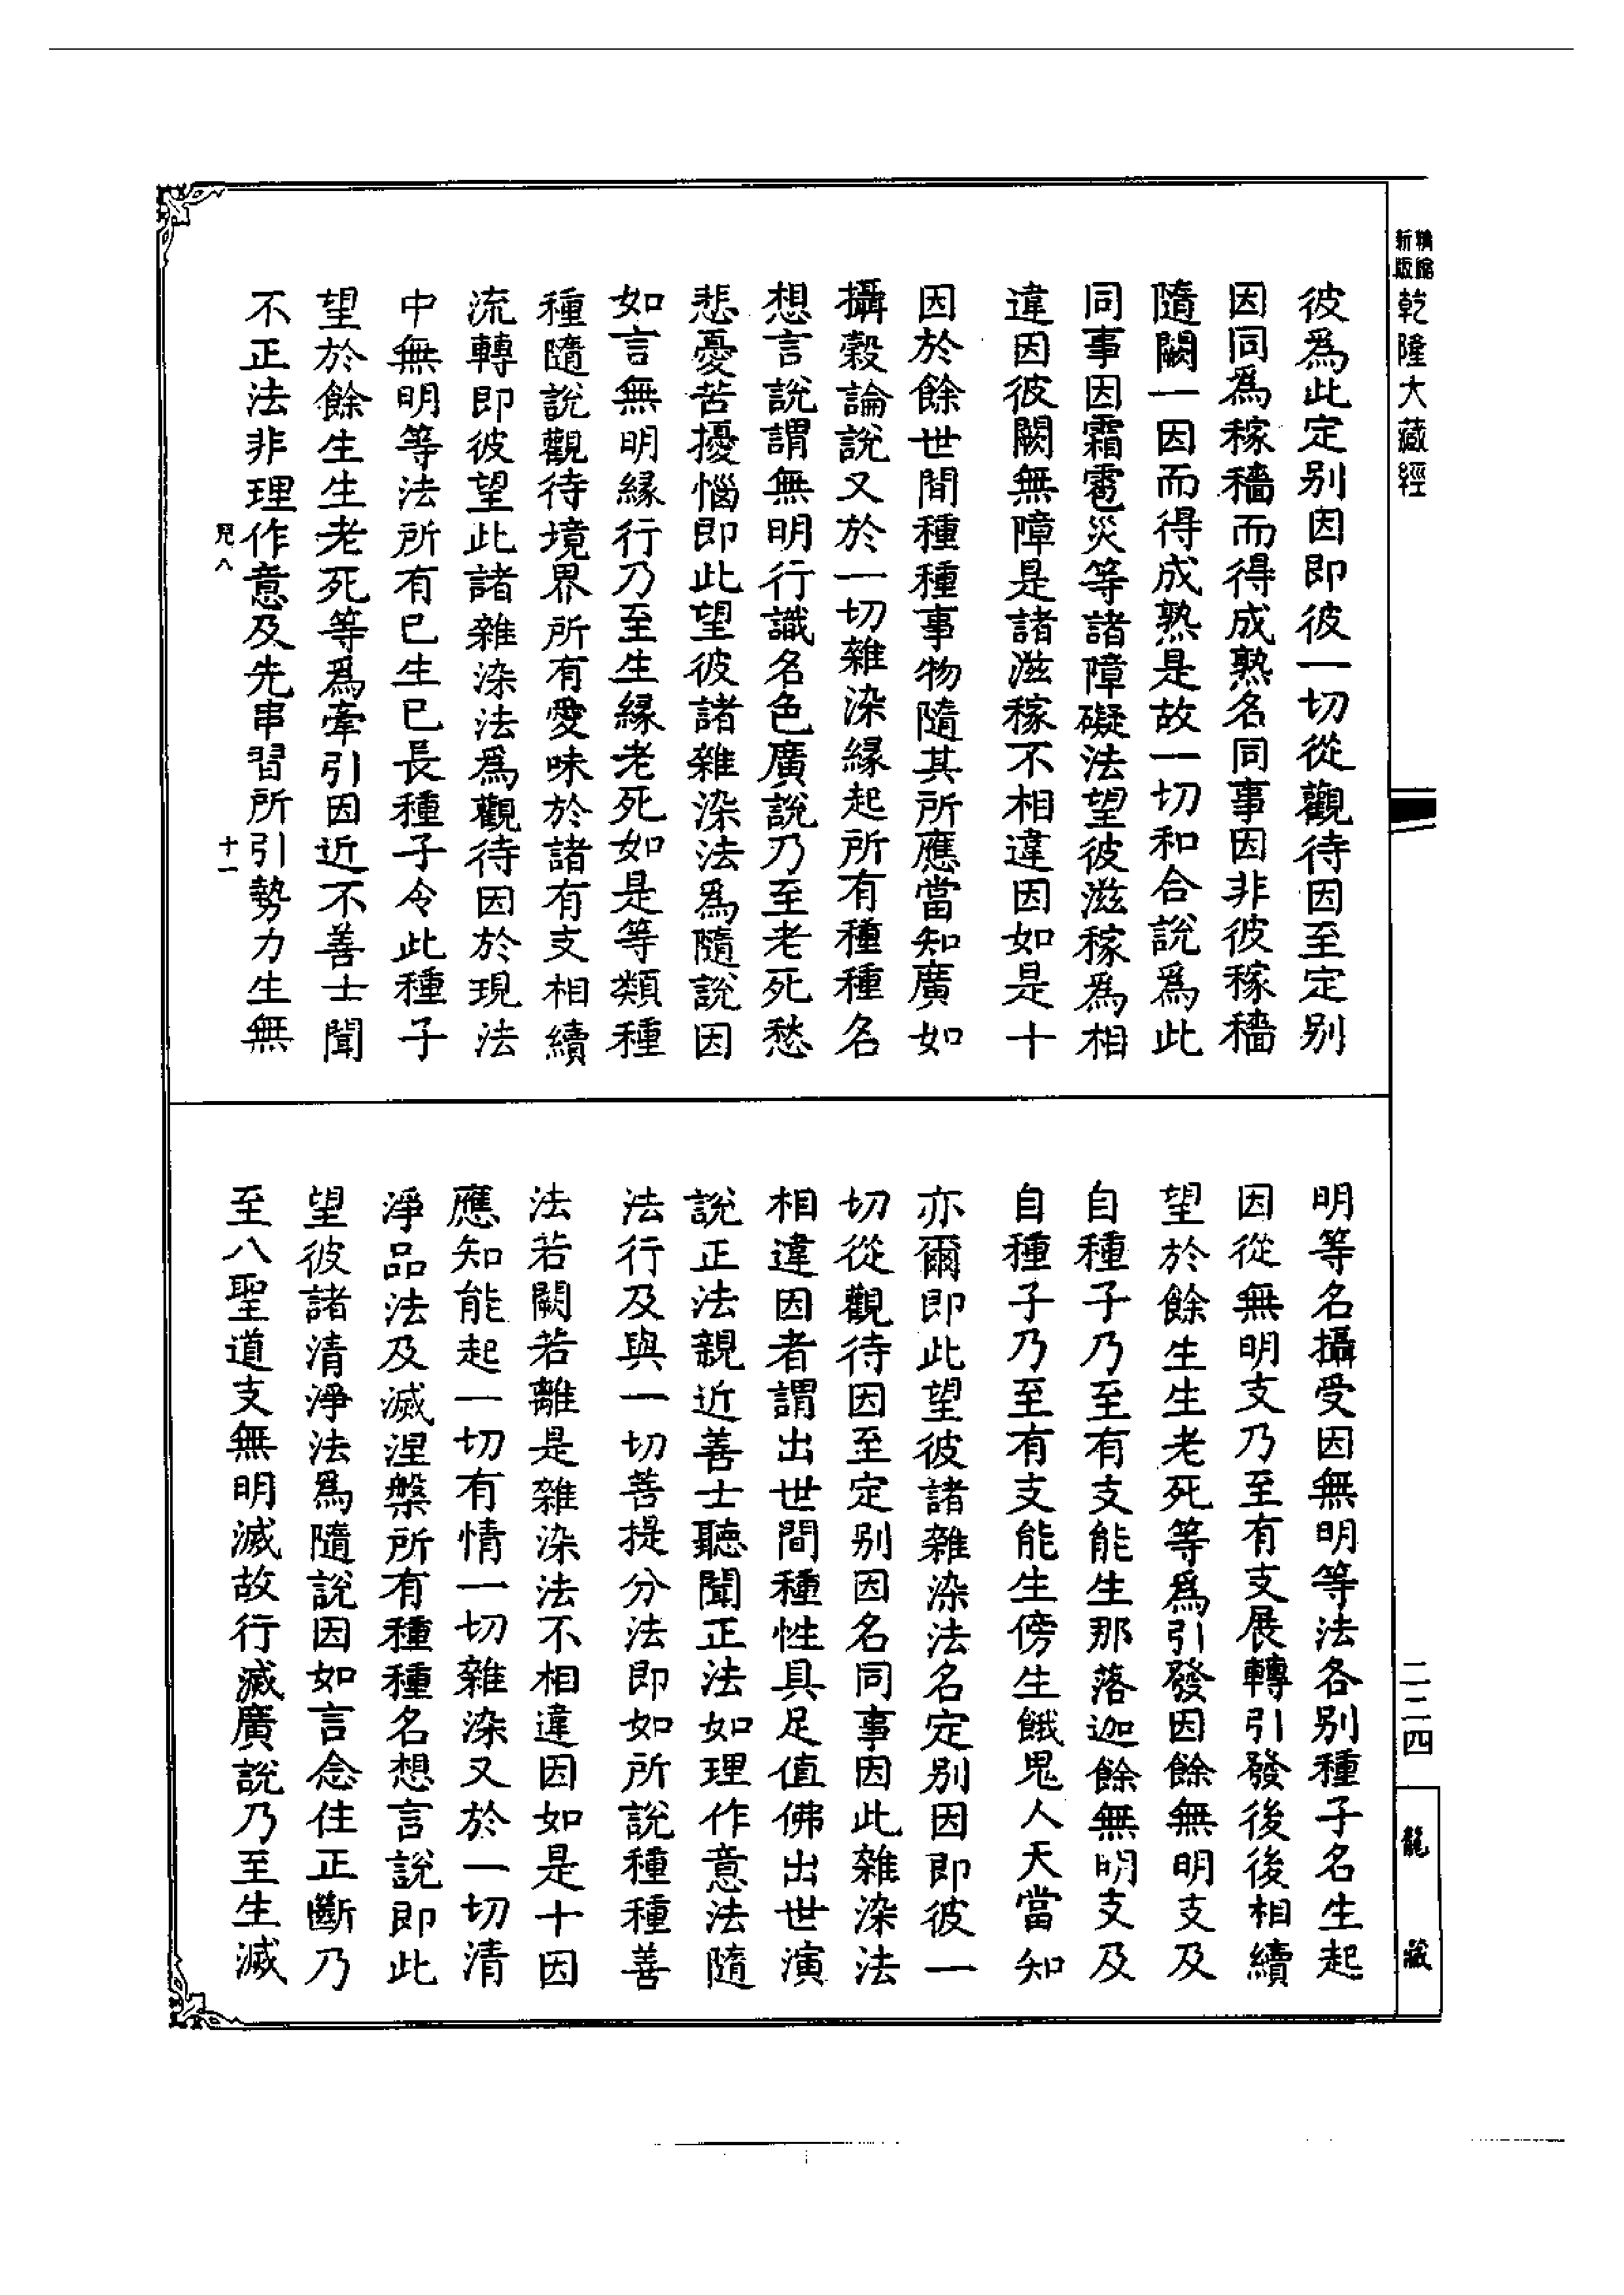 新版
精縮
乾隆大藏經
彼爲此定別因即彼一切從觀待因至定別
因同爲稼穡而得成熟名同事因非彼稼穡
隨闕一因而得成熟是故一切和合說爲此
同事因霜雹災等諸障礙法望彼滋稼爲相
違因彼闕無障是諸滋稼不相違因如是十
因於餘世間種種事物隨其所應當知廣如
攝穀論說又於一切雜染緣起所有種種名
想言說謂無明行識名色廣說乃至老死愁
悲憂苦擾惱即此望彼諸雜染法爲隨說因
如言無明緣行乃至生緣老死如是等類種
種隨說觀待境界所有愛味於諸有支相續
流轉即彼望此諸雜染法爲觀待因於現法
中無明等法所有已生已長種子令此種子
望於餘生生老死等爲牽引因近不善士聞
不正法非理作意及先串習所引勢力生無
十一
明等名攝受因無明等法各別種子名生起
因從無明支乃至有支展轉引發後後相續
望於餘生生老死等爲引發因餘無明支及
自種子乃至有支能生那落迦餘無明支及
自種子乃至有支能生傍生餓鬼人天當知
亦爾即此望彼諸雜染法名定別因即彼一
切從觀待因至定別因名同事因此雜染法
相違因者謂出世間種性具足值佛出世演
說正法親近善士聽聞正法如理作意法隨
法行及與一切菩提分法即如所說種種善
法若闕若離是雜染法不相違因如是十因
應知能起一切有情一切雜染又於一切清
淨品法及滅涅槃所有種種名想言說即此
望彼諸清淨法爲隨說因如言念住正斷乃
至八聖道支無明滅故行滅廣說乃至生滅
二二四
龍藏